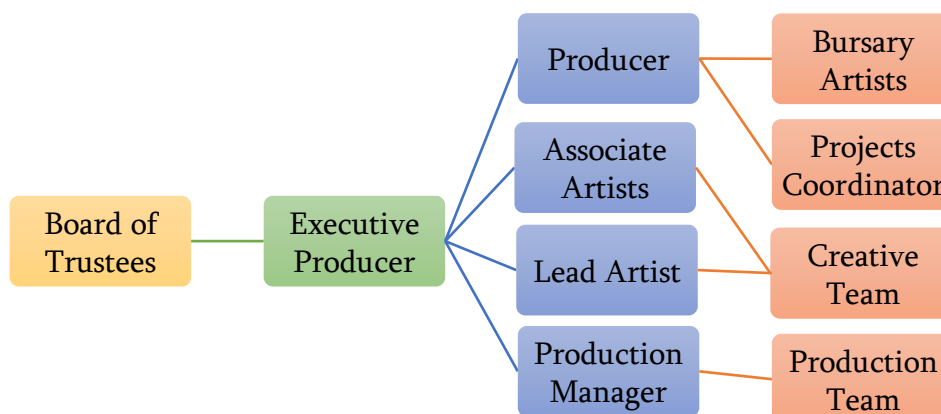 Board of
Trustees
Executive
Producer
Producer
Associate
Artists
Lead Artist
Production
Manager
Bursary
Artists
Projects
Coordinator
Creative
Team
Production
Team